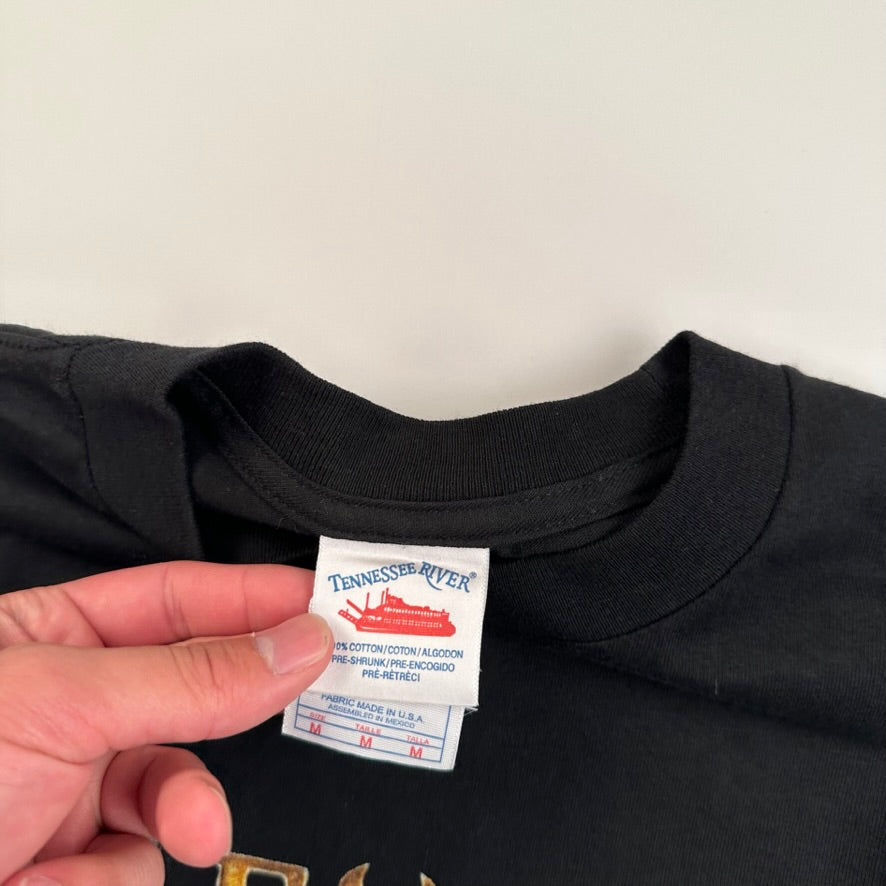 TENNESSEE RIVER®
0% COTTON/COTON/ALGODON
PRE-SHRUNK/PRE-ENCOGIDO
PRÉ-RÉTRÉCI
FABRIC MADE IN U.S.A.
ASSEMBLED IN MEXICO
SIZE TAILLE TALLA
M M M